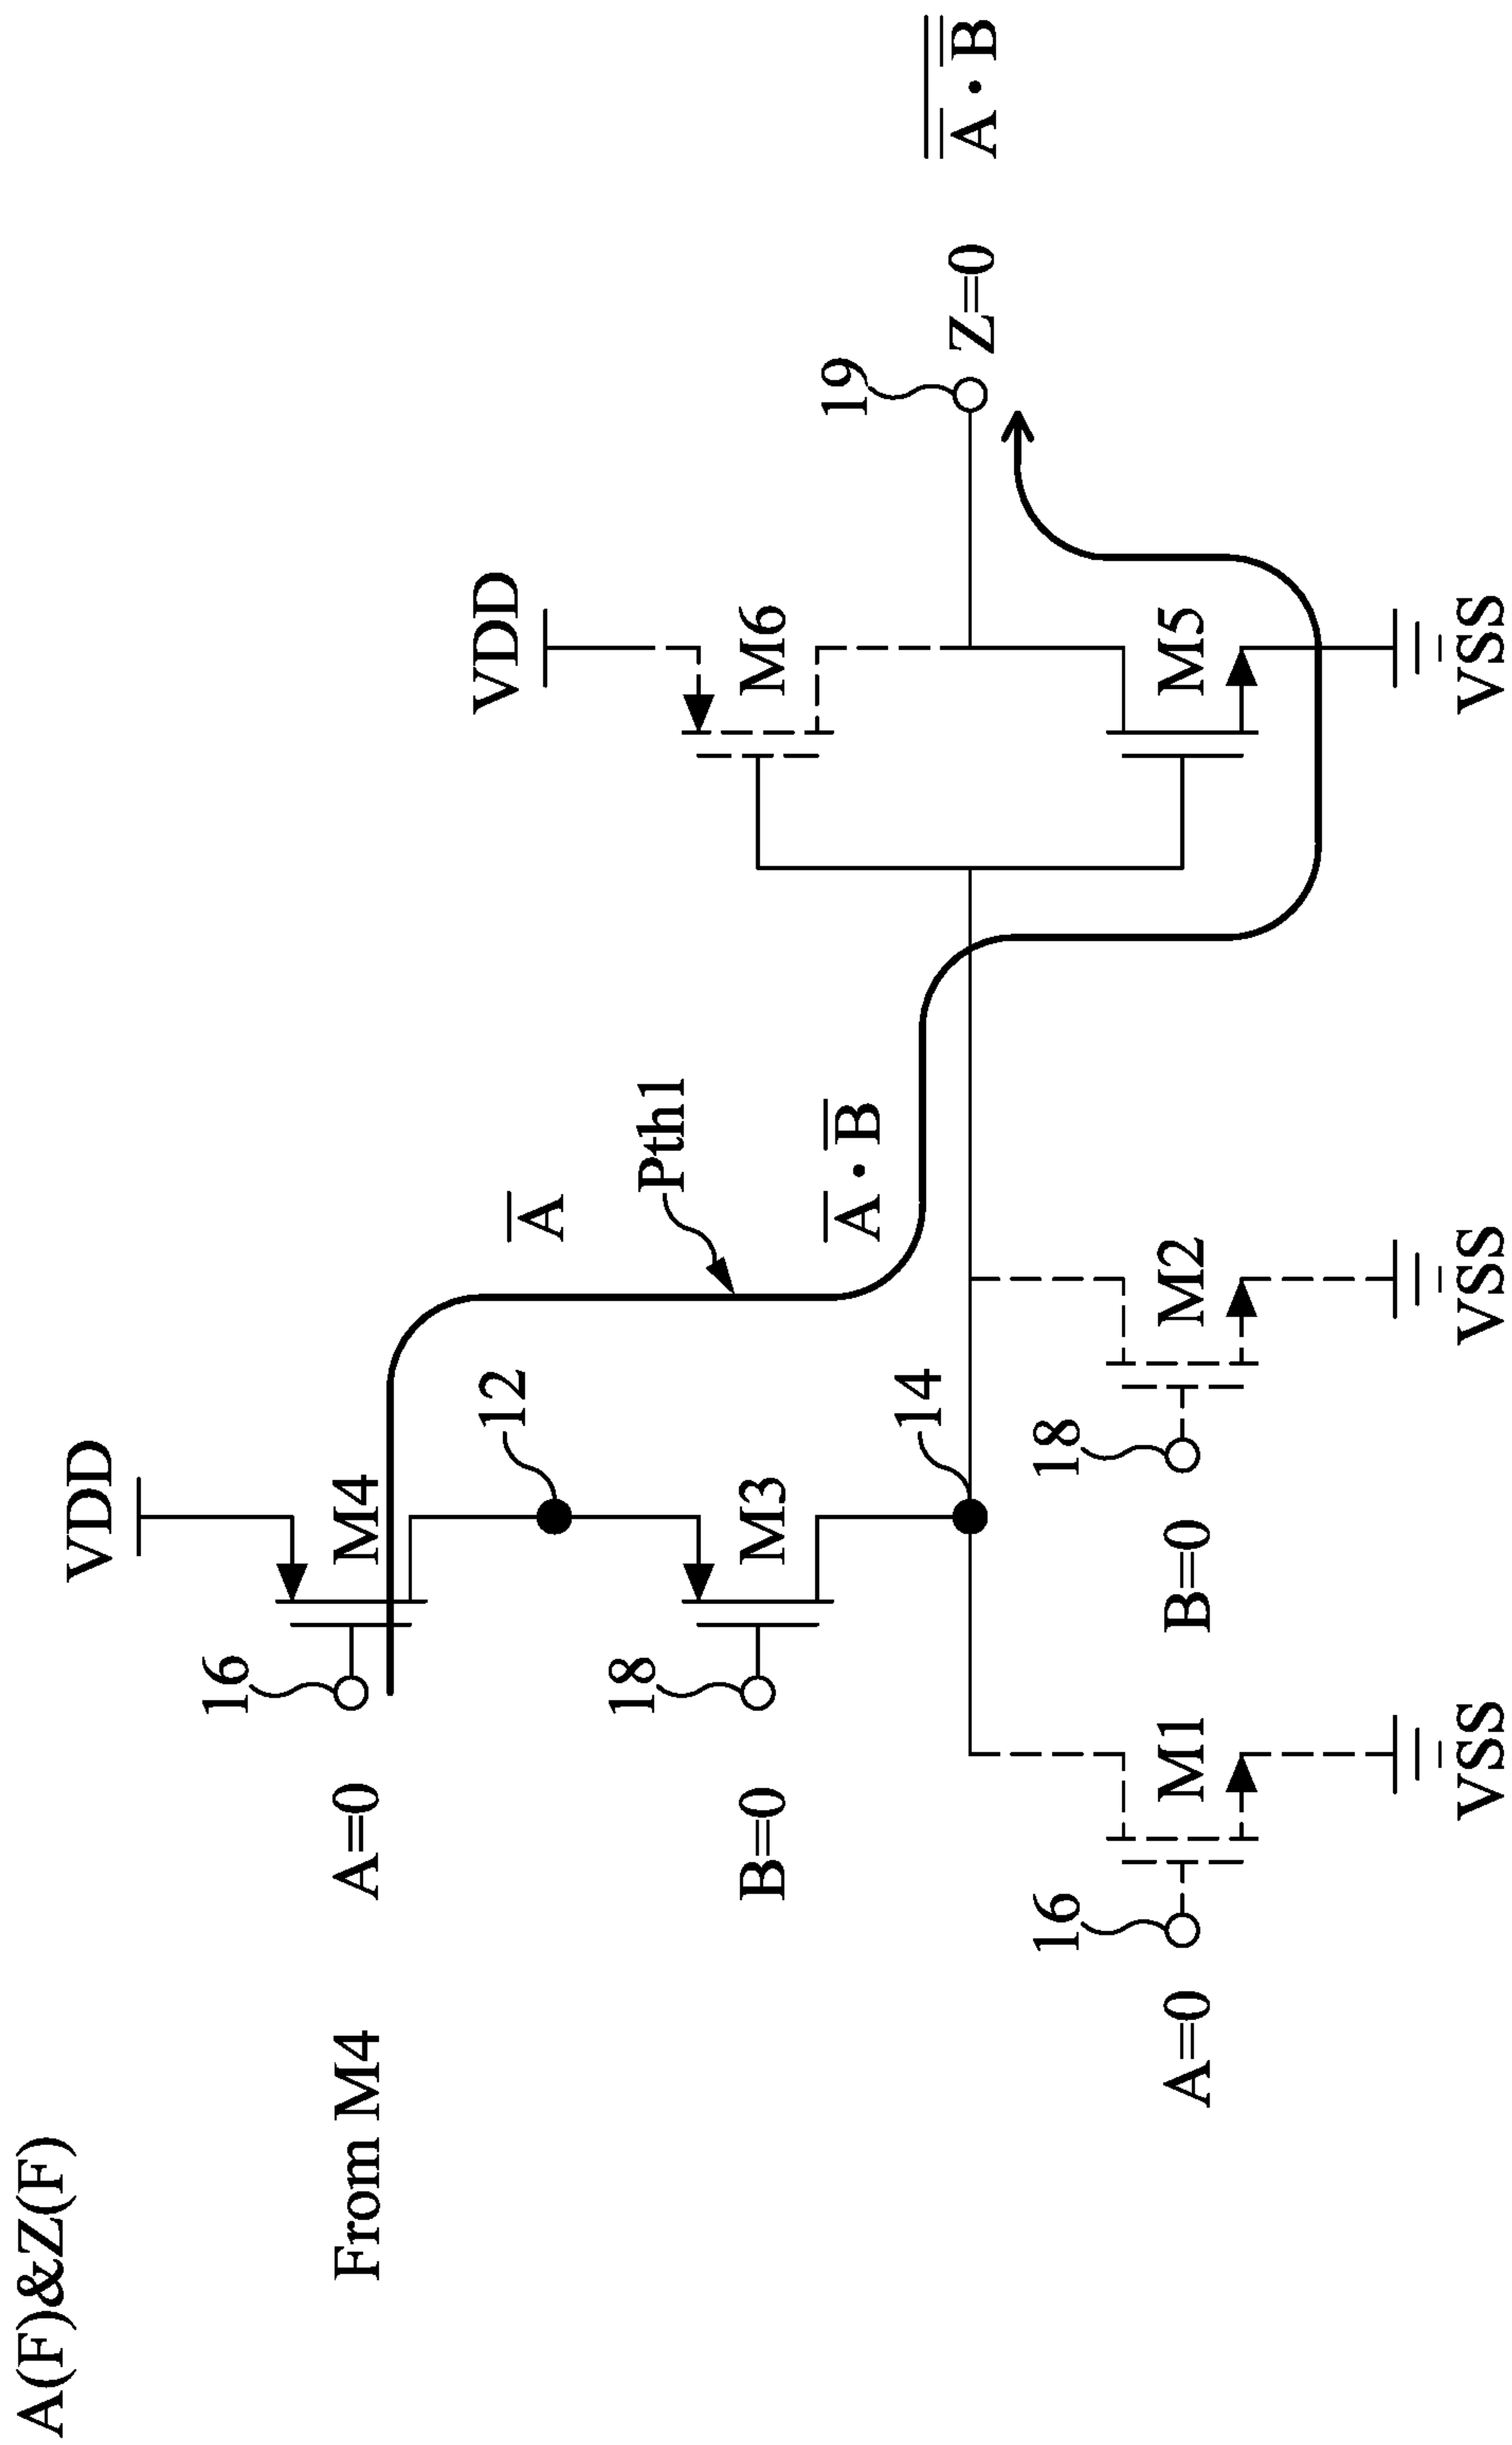 A(F)&Z(F)
VDD
16
M4
From M4
A=0
A̅
12
VDD
Pth1
18
M3
M6
B=0
19
A̅ · B̅
14
Z=0
A̿ ̅·̅ B̿
16
18
M1
M2
M5
A=0
B=0
VSS
VSS
VSS